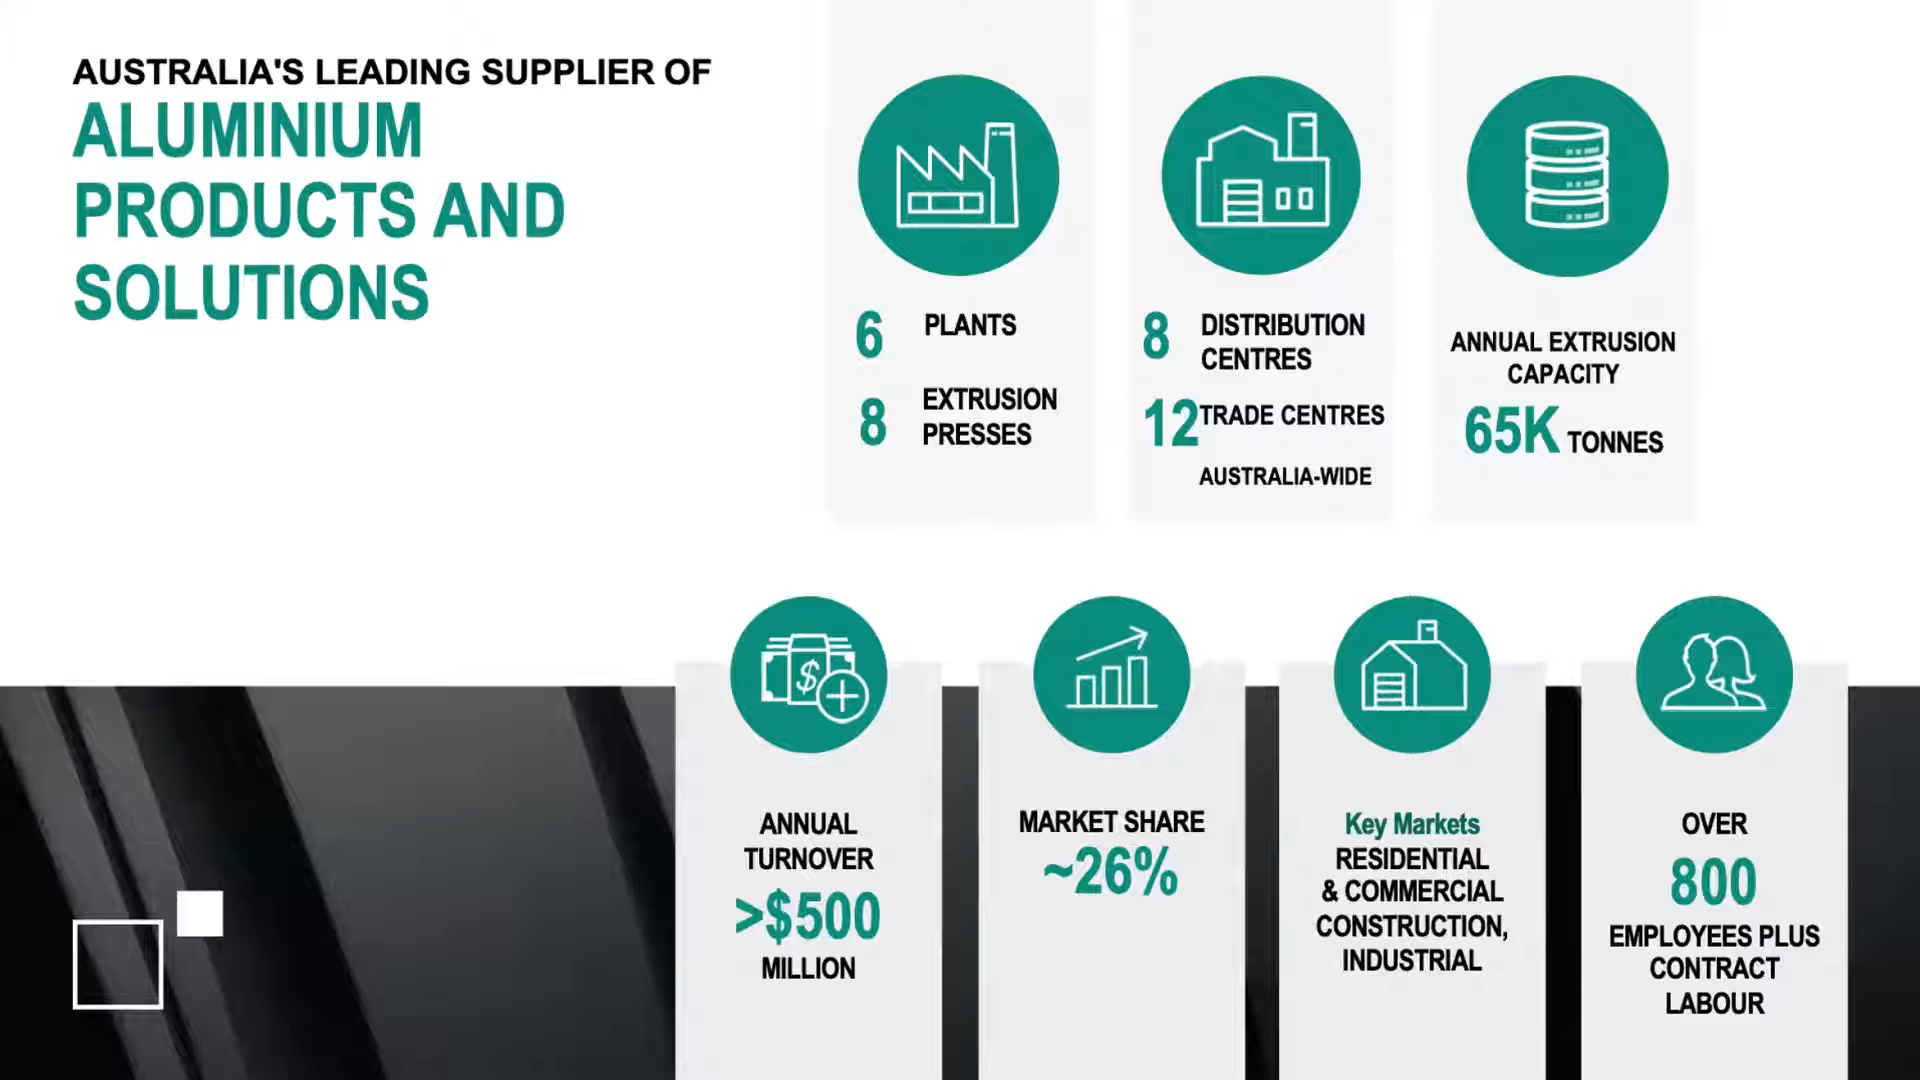 AUSTRALIA'S LEADING SUPPLIER OF
ALUMINIUM
PRODUCTS AND
SOLUTIONS
6 PLANTS
8 EXTRUSION
PRESSES
8 DISTRIBUTION
CENTRES
12 TRADE CENTRES
AUSTRALIA-WIDE
ANNUAL EXTRUSION
CAPACITY
65K TONNES
$
ANNUAL
TURNOVER
>$500
MILLION
MARKET SHARE
~26%
Key Markets
RESIDENTIAL
& COMMERCIAL
CONSTRUCTION,
INDUSTRIAL
OVER
800
EMPLOYEES PLUS
CONTRACT
LABOUR